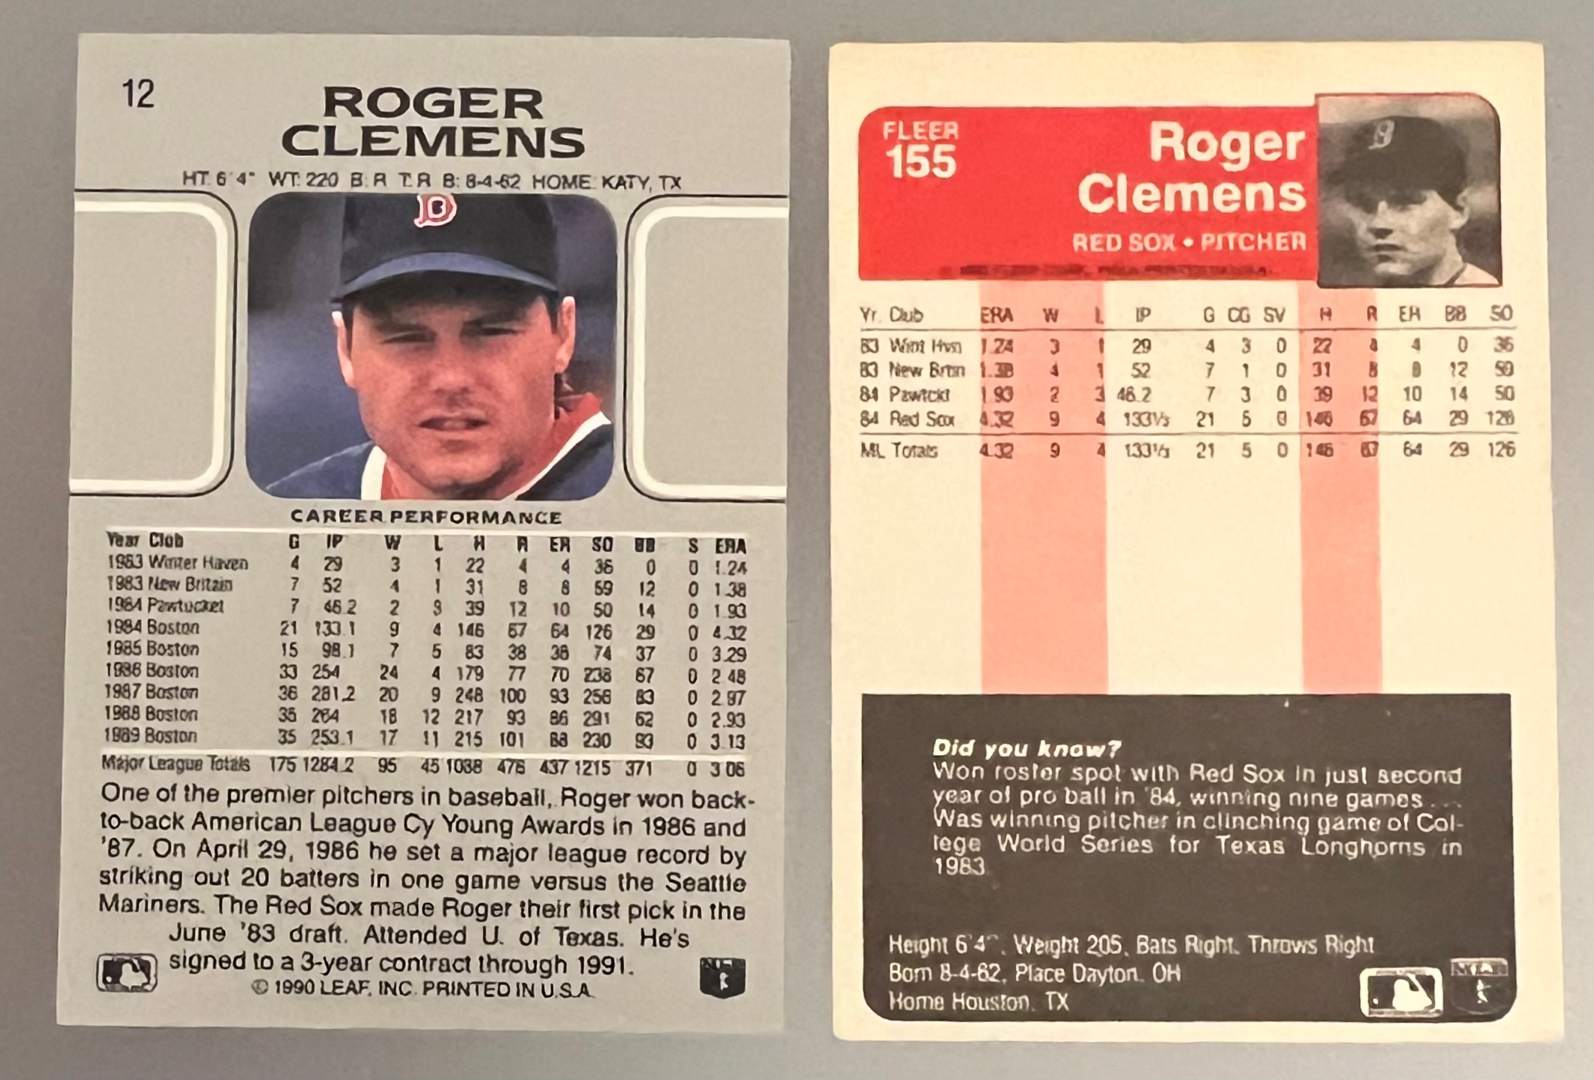 12
ROGER
CLEMENS
HT: 6'4" WT: 220 B: R T: R B: 8-4-62 HOME: KATY, TX
B
CAREER PERFORMANCE
Year Club G IP W L H R ER SO BB S ERA
1983 Winter Haven 4 29 3 1 22 4 4 36 0 0 1.24
1983 New Britain 7 52 4 1 31 8 8 59 12 0 1.38
1984 Pawtucket 7 46.2 2 3 39 12 10 50 14 0 1.93
1984 Boston 21 133.1 9 4 146 67 64 126 29 0 4.32
1985 Boston 15 98.1 7 5 83 38 36 74 37 0 3.29
1986 Boston 33 254 24 4 179 77 70 238 67 0 2.48
1987 Boston 36 281.2 20 9 248 100 93 256 83 0 2.97
1988 Boston 35 264 18 12 217 93 86 291 62 0 2.93
1989 Boston 35 253.1 17 11 215 101 88 230 93 0 3.13
Major League Totals 175 1284.2 95 45 1088 476 437 1215 371 0 3.06
One of the premier pitchers in baseball, Roger won back-
to-back American League Cy Young Awards in 1986 and
'87. On April 29, 1986 he set a major league record by
striking out 20 batters in one game versus the Seattle
Mariners. The Red Sox made Roger their first pick in the
June '83 draft. Attended U. of Texas. He's
signed to a 3-year contract through 1991.
© 1990 LEAF, INC. PRINTED IN U.S.A.
FLEER
155
Roger
Clemens
RED SOX • PITCHER
B
Yr. Club ERA W L IP G CG SV H R ER BB SO
83 Wint Hvn 1.24 3 1 29 4 3 0 22 4 4 0 36
83 New Brtn 1.38 4 1 52 7 1 0 31 8 8 12 59
84 Pawtckt 1.93 2 3 46.2 7 3 0 39 12 10 14 50
84 Red Sox 4.32 9 4 133⅓ 21 5 0 146 67 64 29 126
ML Totals 4.32 9 4 133⅓ 21 5 0 146 67 64 29 126
Did you know?
Won roster spot with Red Sox in just second
year of pro ball in '84, winning nine games ...
Was winning pitcher in clinching game of Col-
lege World Series for Texas Longhorns in
1983
Height 6'4", Weight 205, Bats Right, Throws Right
Born 8-4-62, Place Dayton, OH
Home Houston, TX